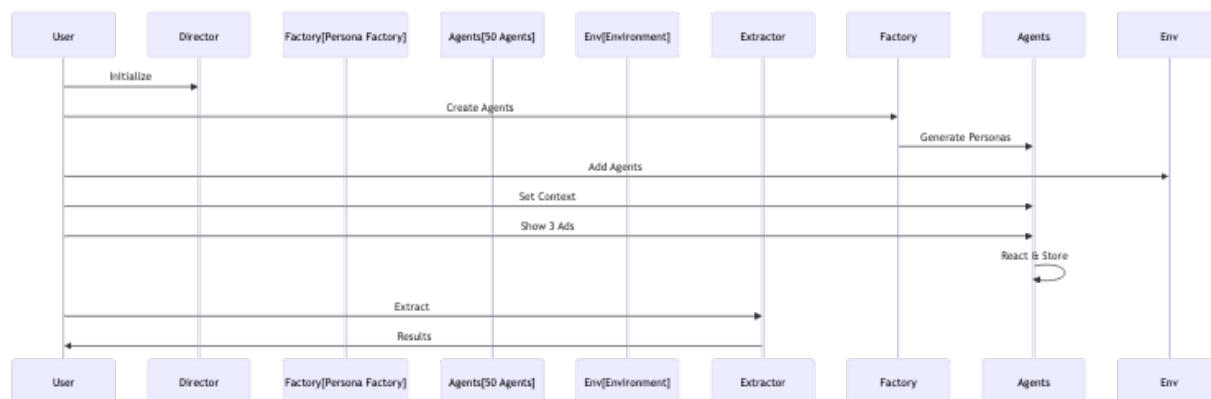 User
Director
Factory[Persona Factory]
Agents[50 Agents]
Env[Environment]
Extractor
Factory
Agents
Env
Initialize
Create Agents
Generate Personas
Add Agents
Set Context
Show 3 Ads
React & Store
Extract
Results
User
Director
Factory[Persona Factory]
Agents[50 Agents]
Env[Environment]
Extractor
Factory
Agents
Env